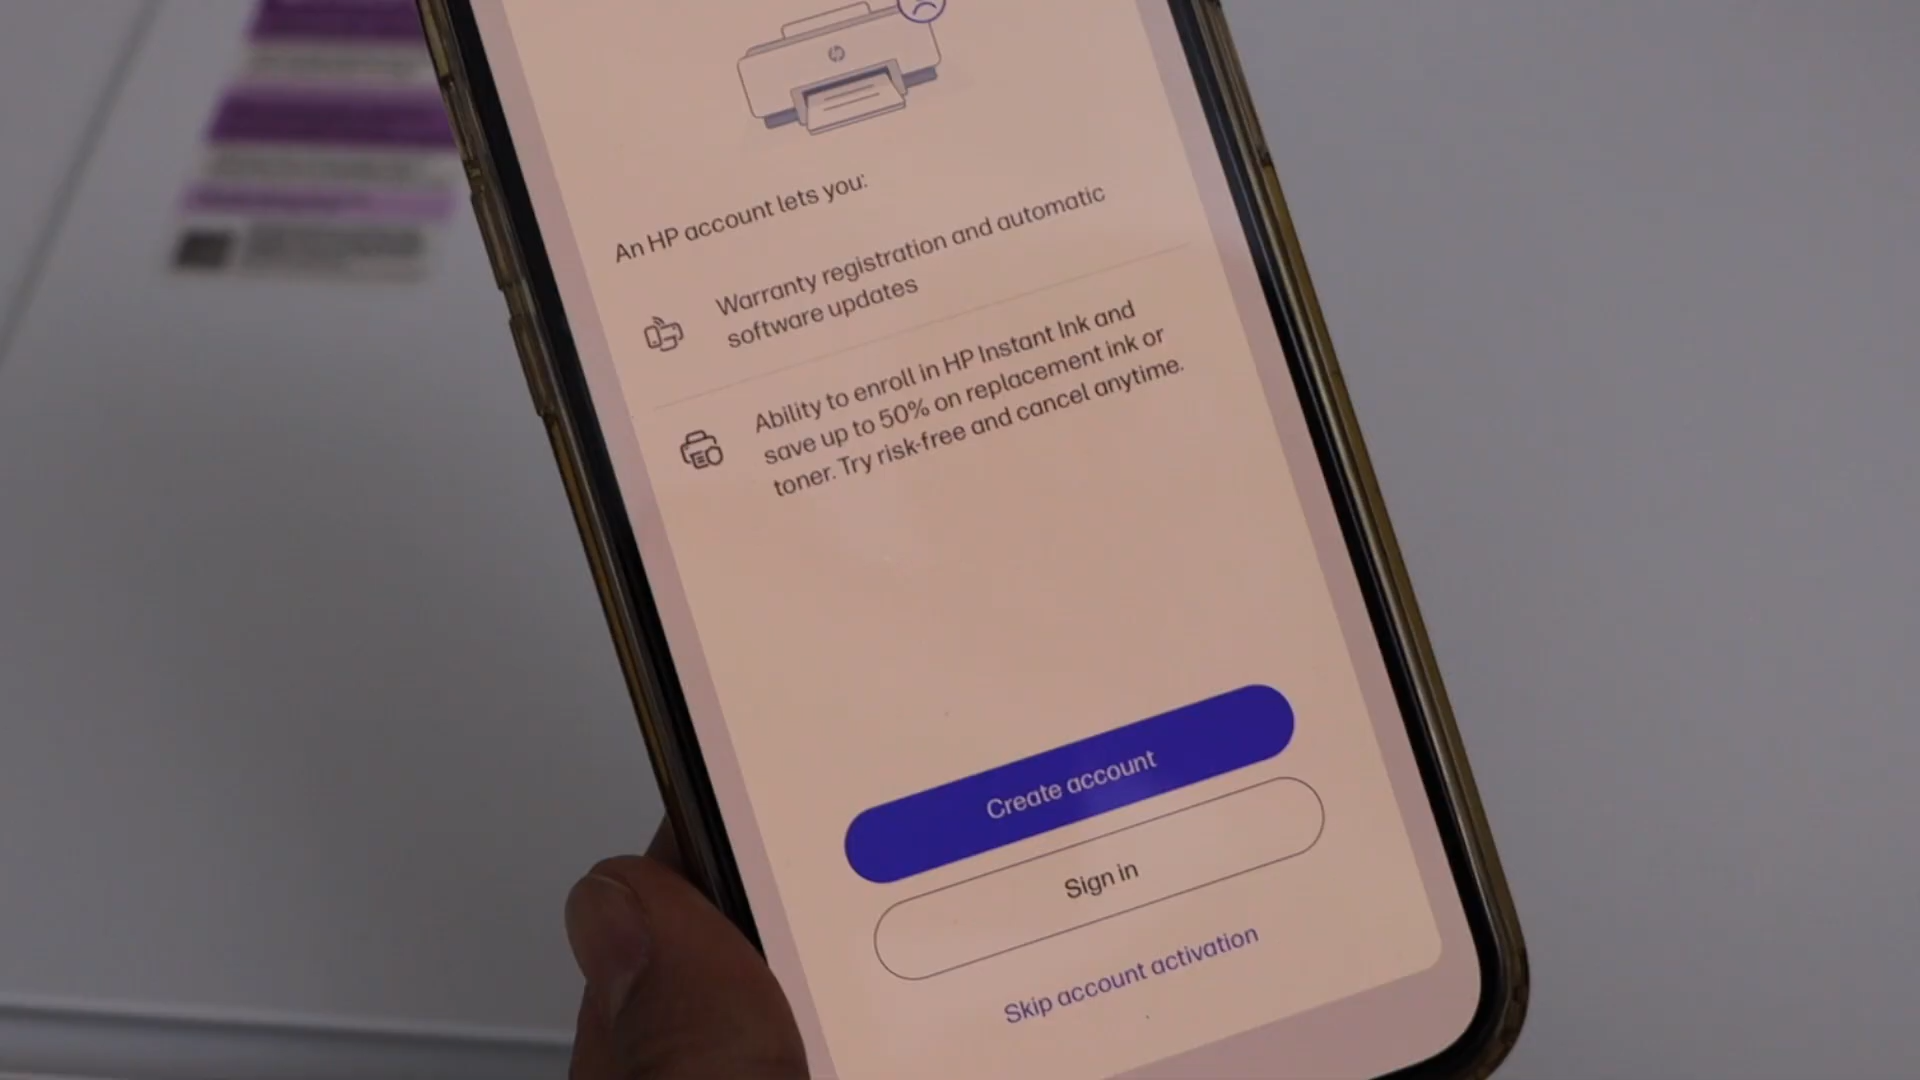 hp
An HP account lets you:
Warranty registration and automatic
software updates
Ability to enroll in HP Instant Ink and
save up to 50% on replacement ink or
toner. Try risk-free and cancel anytime.
Create account
Sign in
Skip account activation